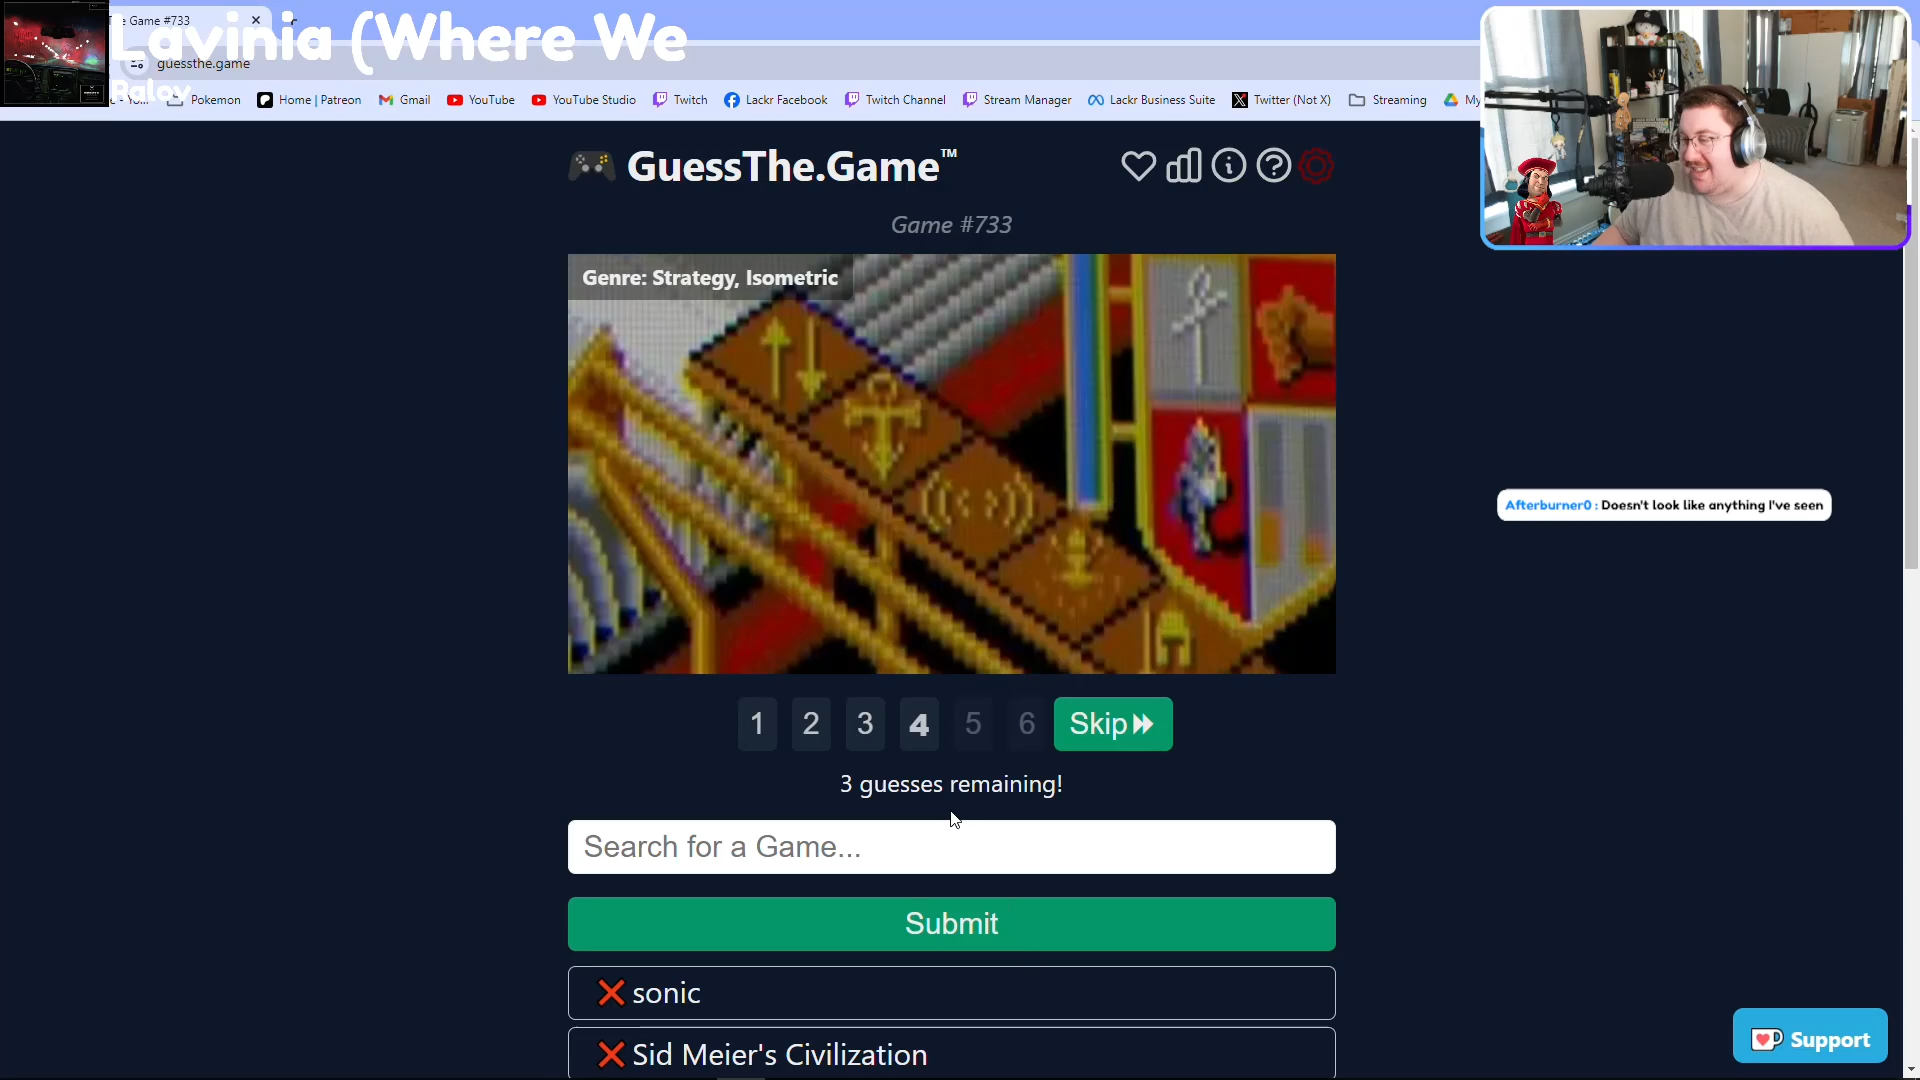 e Game #733
Lavinia (Where We
guessthe.game
Ralov
Pokemon
Home | Patreon
Gmail
YouTube
YouTube Studio
Twitch
Lackr Facebook
Twitch Channel
Stream Manager
Lackr Business Suite
Twitter (Not X)
Streaming
My
GuessThe.Game™
Game #733
Genre: Strategy, Isometric
Afterburner0 : Doesn't look like anything I've seen
1 2 3 4 5 6 Skip
3 guesses remaining!
Search for a Game...
Submit
❌ sonic
❌ Sid Meier's Civilization
Support